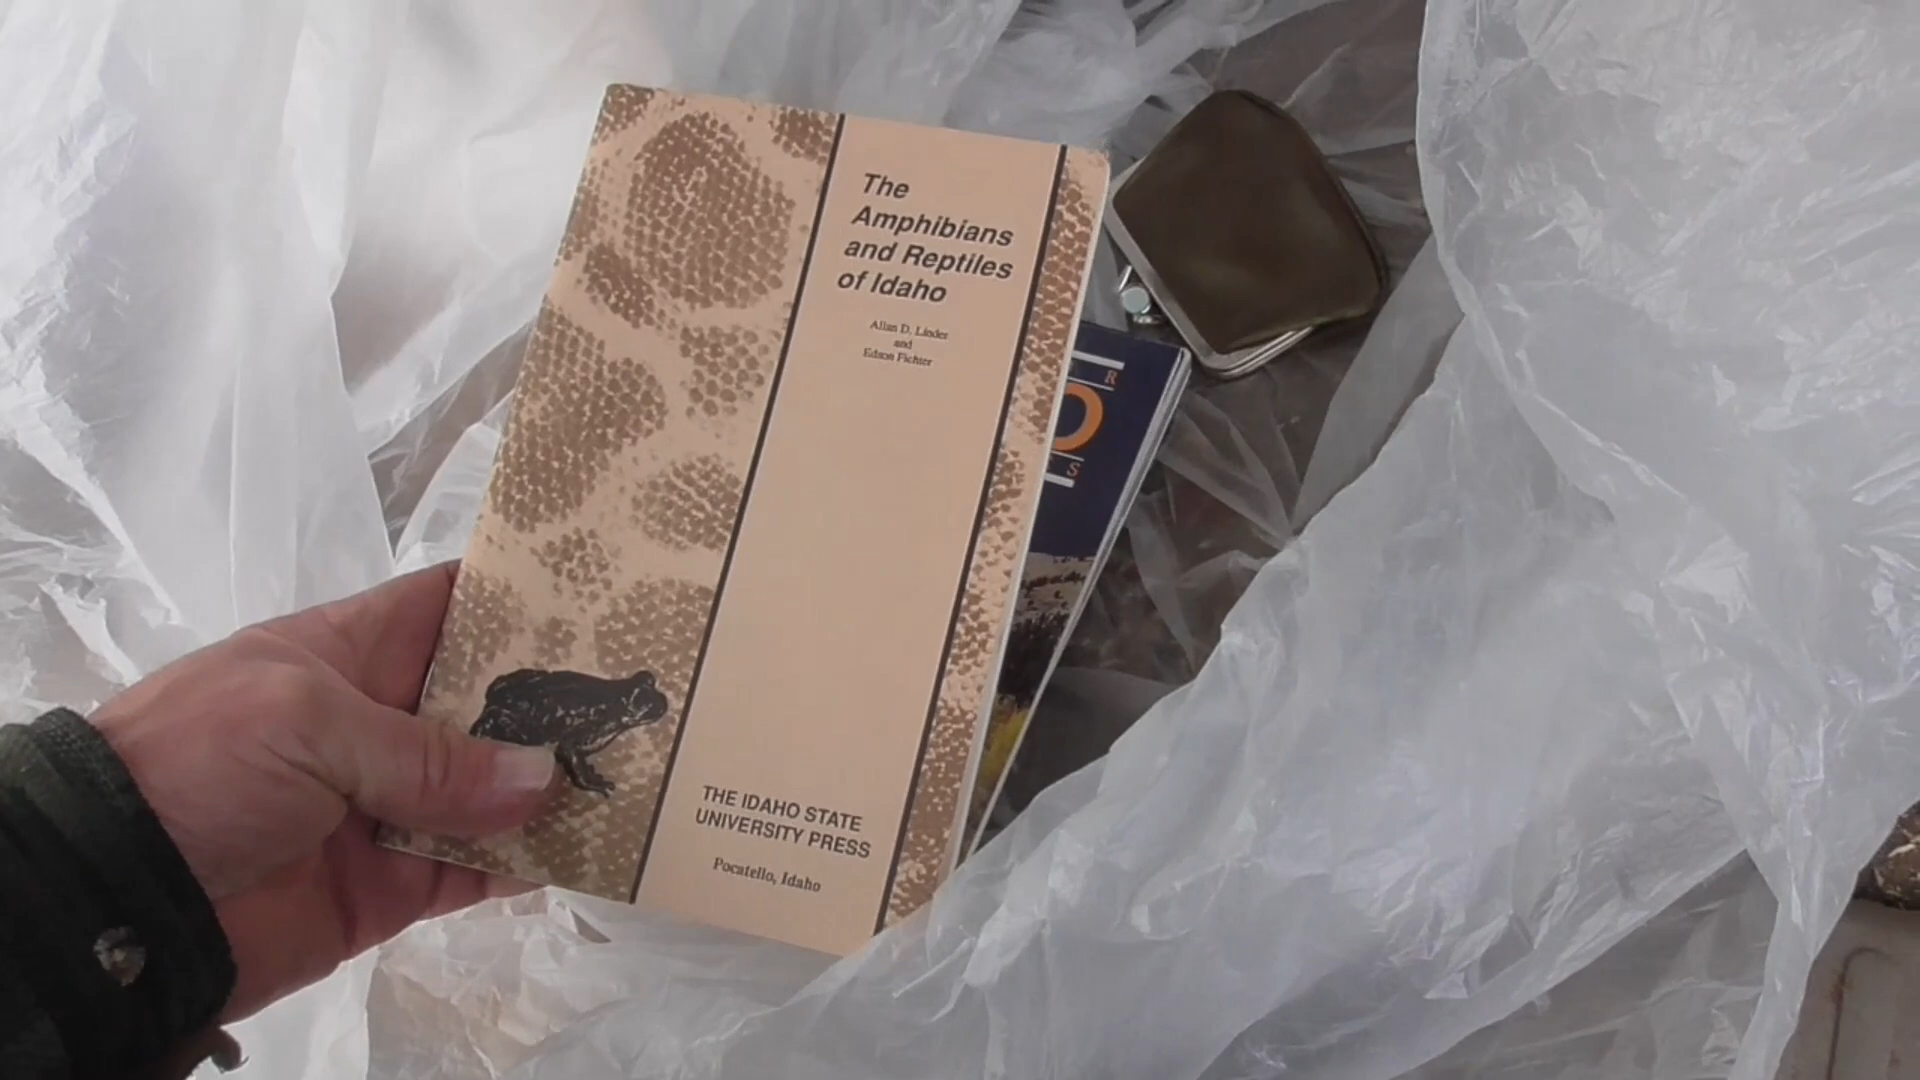 The
Amphibians
and Reptiles
of Idaho
Allan D. Linder
and
Edson Fichter
THE IDAHO STATE
UNIVERSITY PRESS
Pocatello, Idaho
R
O
S